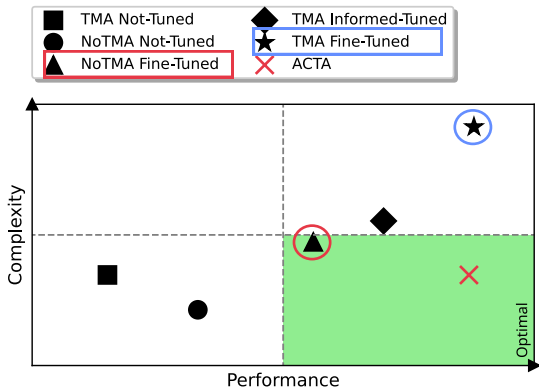 TMA Not-Tuned
NoTMA Not-Tuned
NoTMA Fine-Tuned
TMA Informed-Tuned
TMA Fine-Tuned
ACTA
Complexity
Optimal
Performance